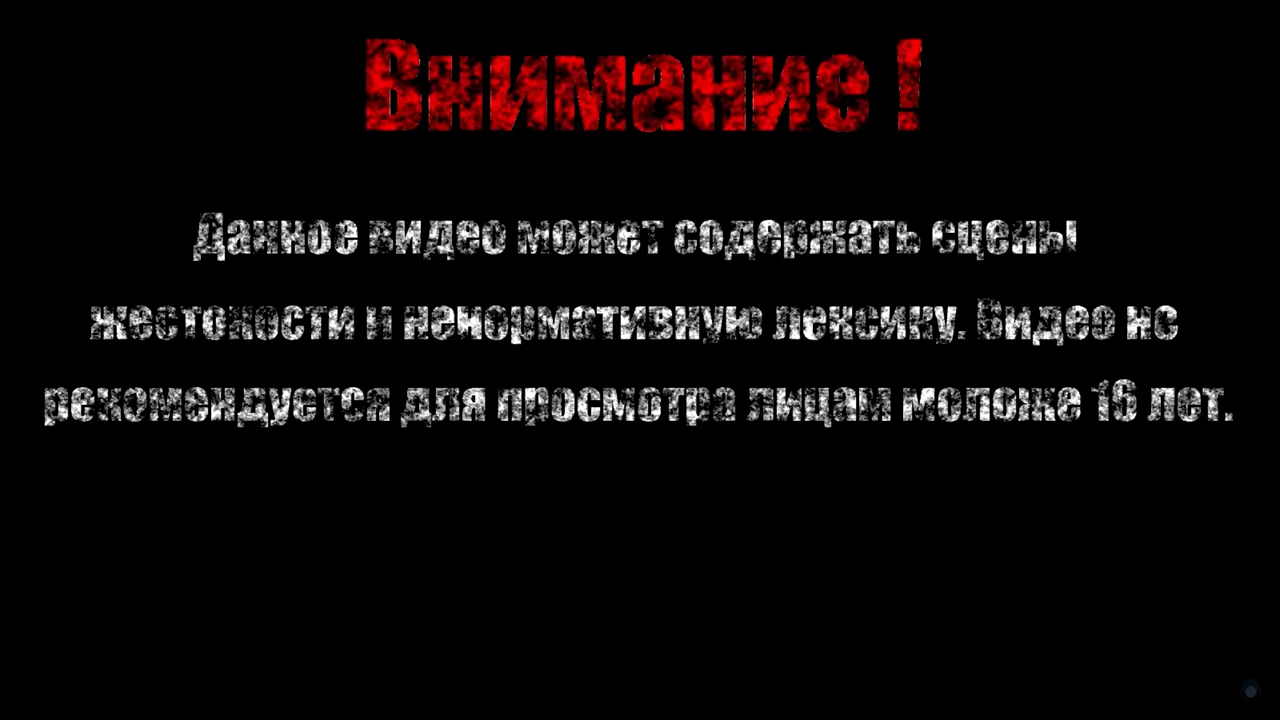 Внимание !
Данное видео может содержать сцены
жестокости и ненормативную лексику. Видео не
рекомендуется для просмотра лицам моложе 16 лет.